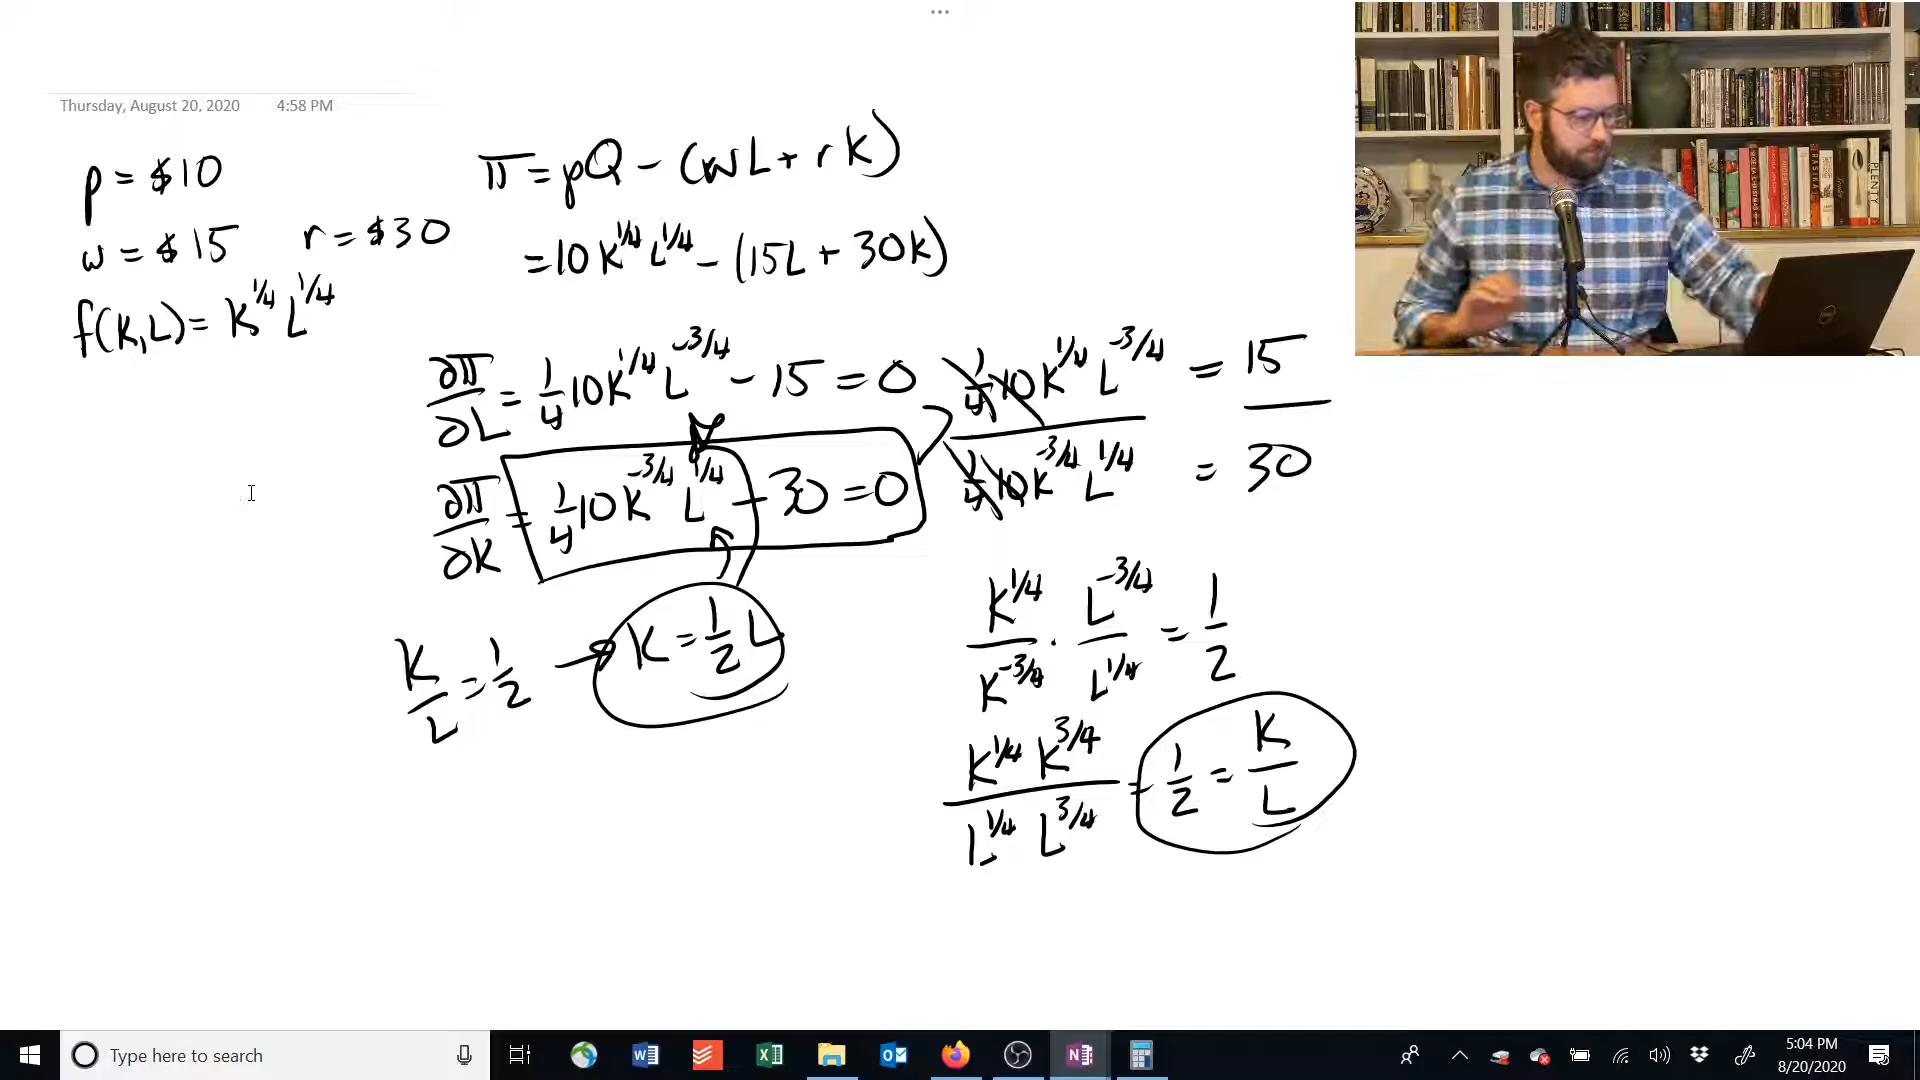 Thursday, August 20, 2020 4:58 PM
p = $10
w = $15 r = $30
f(K,L) = K^1/4 L^1/4
π = pQ - (wL + rK)
= 10K^1/4 L^1/4 - (15L + 30K)
∂π/∂L = 1/4 10K^1/4 L^-3/4 - 15 = 0
∂π/∂K = 1/4 10K^-3/4 L^1/4 - 30 = 0
K/L = 1/2 → K = 1/2 L
1/4 10K^1/4 L^-3/4 = 15
1/4 10K^-3/4 L^1/4 = 30
K^1/4 / K^-3/4 · L^-3/4 / L^1/4 = 1/2
K^1/4 K^3/4 / L^1/4 L^3/4 = 1/2 = K/L
PLENTY
Type here to search
5:04 PM
8/20/2020